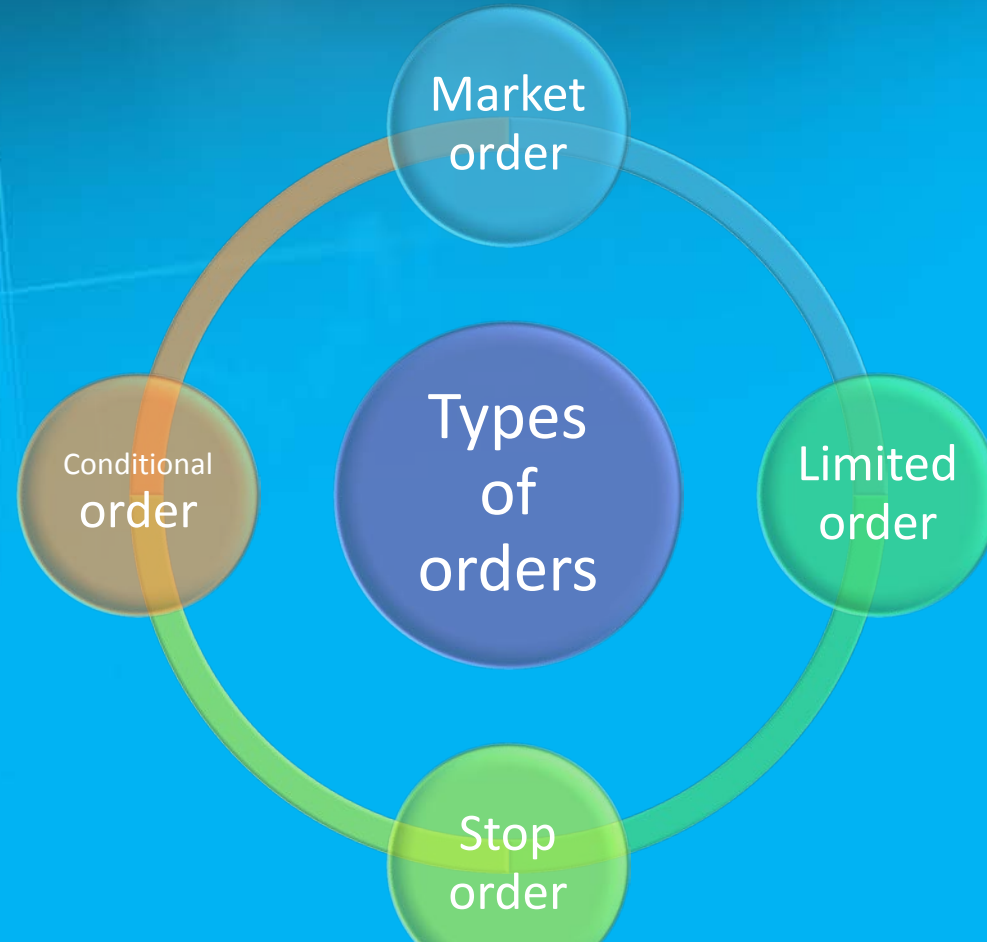 Market
order
Types
of
orders
Conditional
order
Limited
order
Stop
order